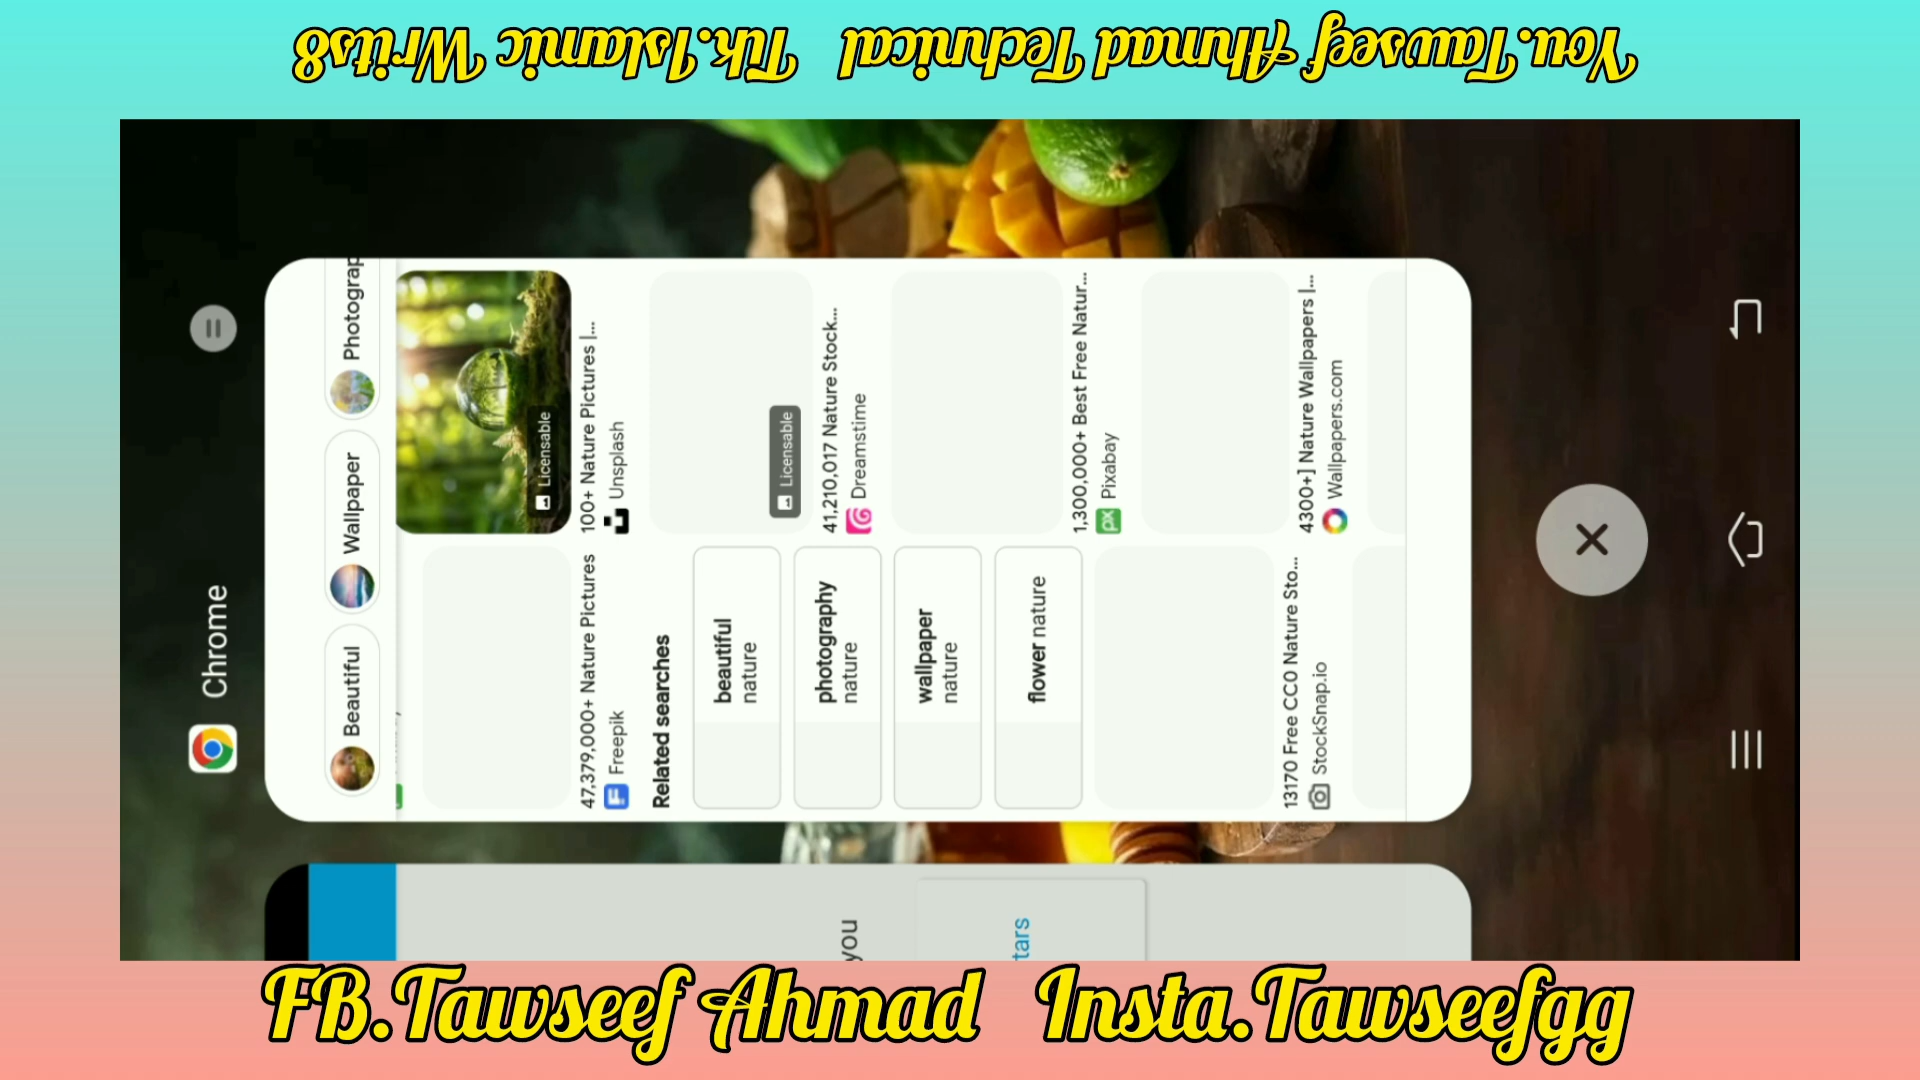 You.Tawseef Ahmad Technical Tik.Islamic Writs8
Chrome
Beautiful
Wallpaper
Photograp
100+ Nature Pictures |...
Unsplash
Licensable
47,379,000+ Nature Pictures
Freepik
Related searches
beautiful
nature
photography
nature
wallpaper
nature
flower nature
Licensable
41,210,017 Nature Stock...
Dreamstime
1,300,000+ Best Free Natur...
Pixabay
4300+] Nature Wallpapers |...
Wallpapers.com
13170 Free CC0 Nature Sto...
StockSnap.io
you
tars
FB.Tawseef Ahmad Insta.Tawseefgg